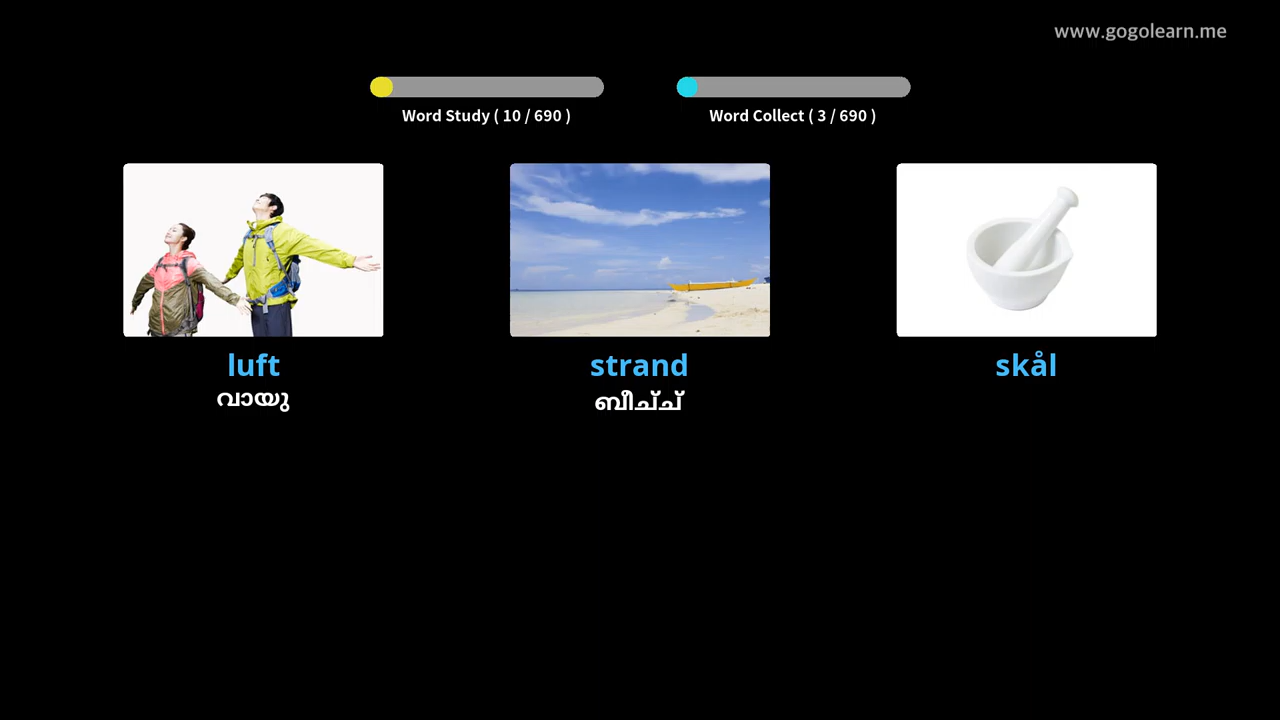 www.gogolearn.me
Word Study ( 10 / 690 )
Word Collect ( 3 / 690 )
luft
strand
skål
വായു
ബീച്ച്